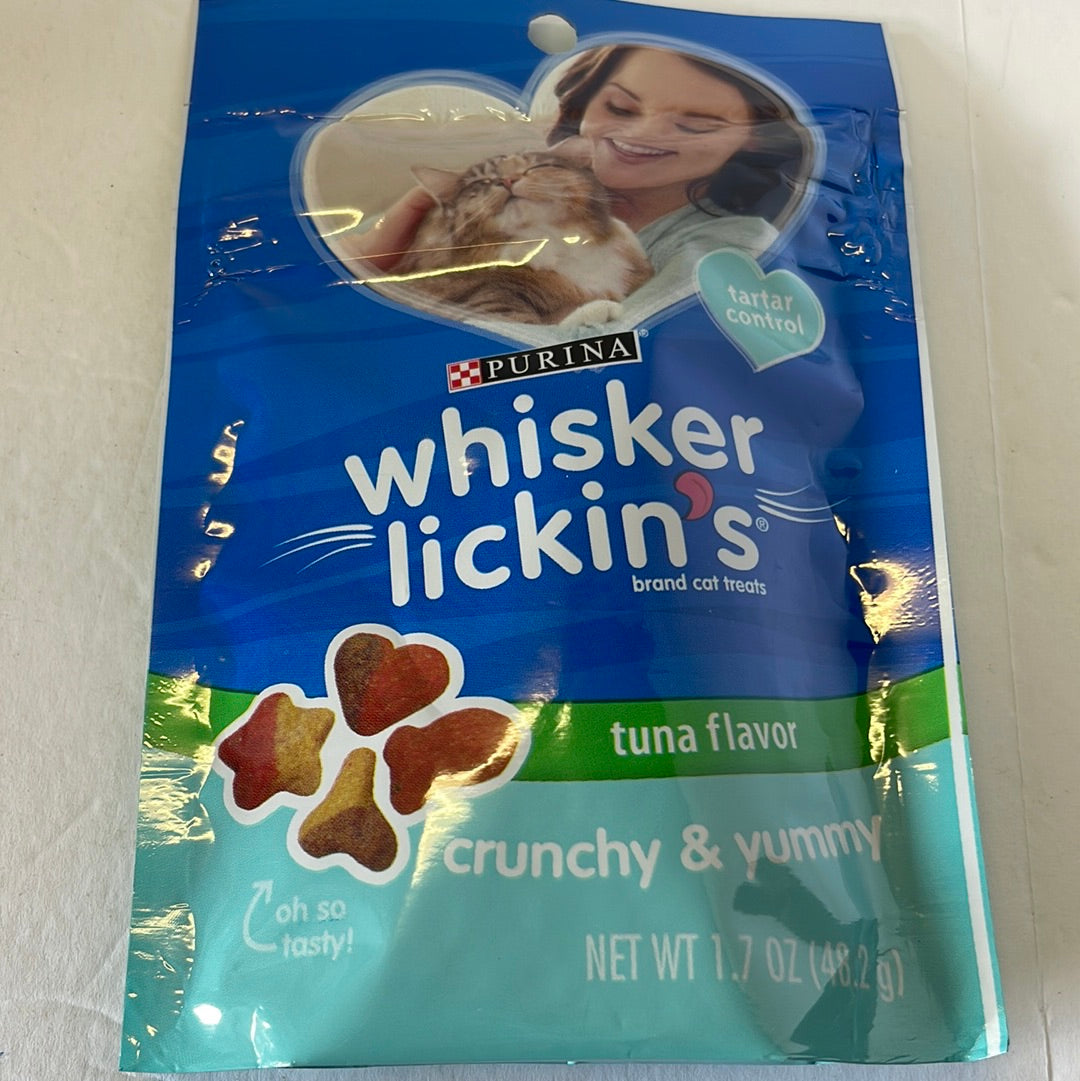 tartar
control
PURINA®
whisker
lickin's®
brand cat treats
tuna flavor
crunchy & yummy
oh so
tasty!
NET WT 1.7 OZ (48.2 g)